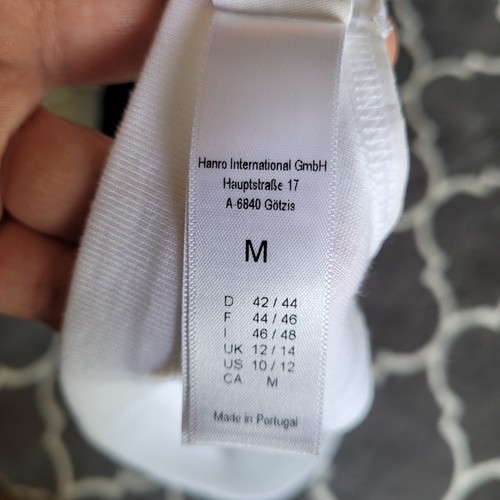 Hanro International GmbH
Hauptstraße 17
A-6840 Götzis
M
D 42 / 44
F 44 / 46
I 46 / 48
UK 12 / 14
US 10 / 12
CA M
Made in Portugal